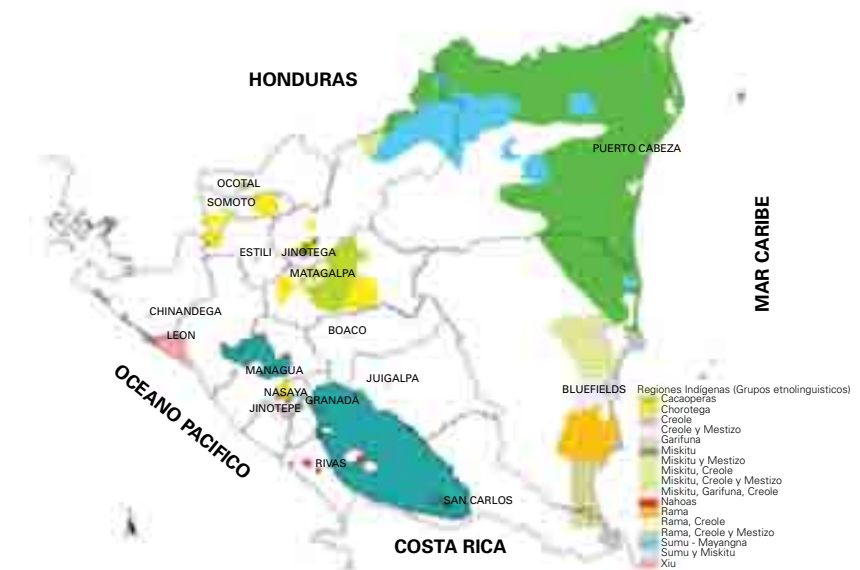 HONDURAS
PUERTO CABEZA
OCOTAL
SOMOTO
MAR CARIBE
ESTILI
JINOTEGA
MATAGALPA
CHINANDEGA
LEON
BOACO
MANAGUA
JUIGALPA
OCEANO PACIFICO
NASAYA
GRANADA
JINOTEPE
BLUEFIELDS
RIVAS
SAN CARLOS
COSTA RICA
Regiones Indígenas (Grupos etnolinguisticos)
Cacaoperas
Chorotega
Creole
Creole y Mestizo
Garifuna
Miskitu
Miskitu y Mestizo
Miskitu, Creole
Miskitu, Creole y Mestizo
Miskitu, Garifuna, Creole
Nahoas
Rama
Rama, Creole
Rama, Creole y Mestizo
Sumu - Mayangna
Sumu y Miskitu
Xiu